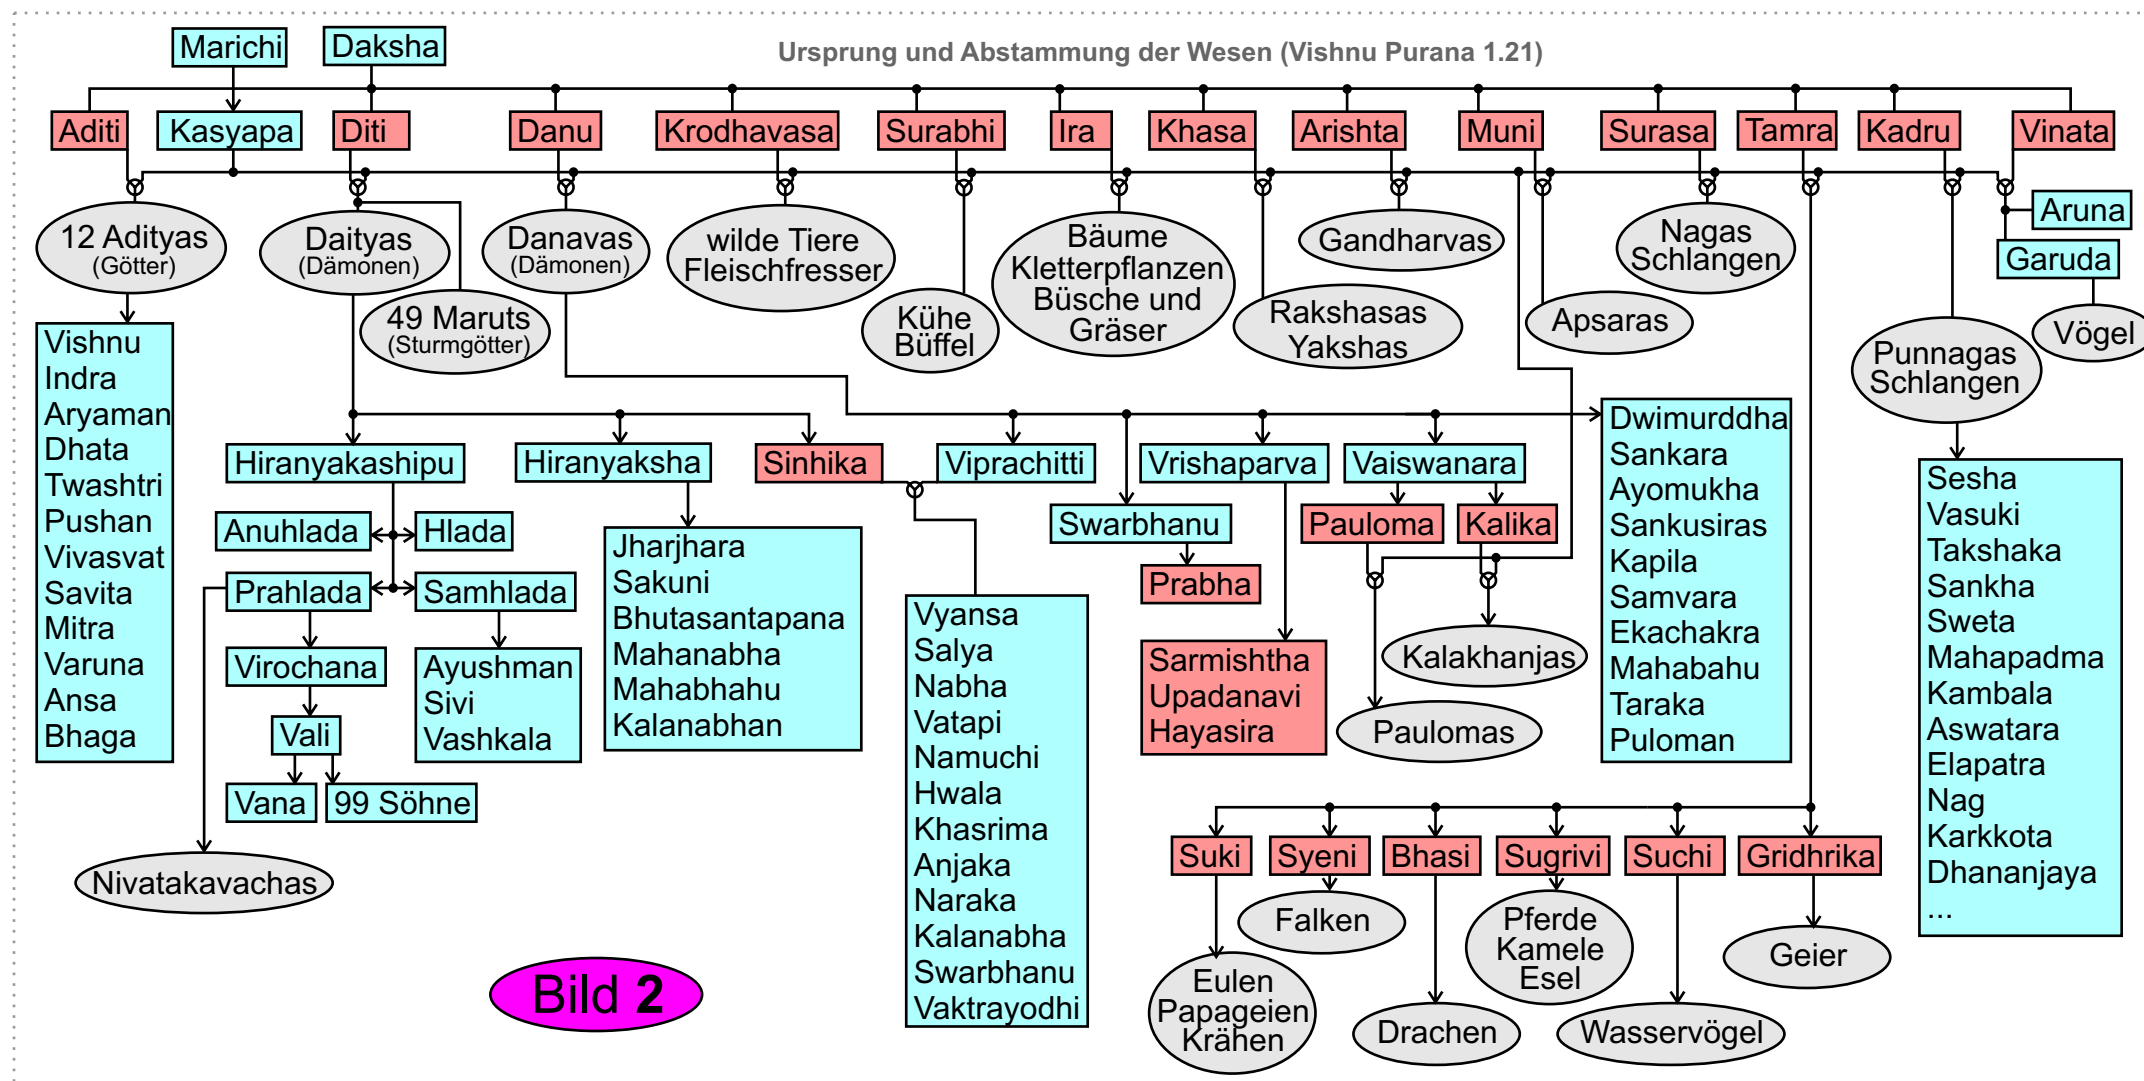 Marichi
Daksha
Ursprung und Abstammung der Wesen (Vishnu Purana 1.21)
Aditi
Kasyapa
Diti
Danu
Krodhavasa
Surabhi
Ira
Khasa
Arishta
Muni
Surasa
Tamra
Kadru
Vinata
12 Adityas
(Götter)
Daityas
(Dämonen)
49 Maruts
(Sturmgötter)
Danavas
(Dämonen)
wilde Tiere
Fleischfresser
Kühe
Büffel
Bäume
Kletterpflanzen
Büsche und
Gräser
Rakshasas
Yakshas
Gandharvas
Apsaras
Nagas
Schlangen
Punnagas
Schlangen
Aruna
Garuda
Vögel
Vishnu
Indra
Aryaman
Dhata
Twashtri
Pushan
Vivasvat
Savita
Mitra
Varuna
Ansa
Bhaga
Hiranyakashipu
Hiranyaksha
Sinhika
Viprachitti
Vrishaparva
Vaiswanara
Anuhlada
Hlada
Prahlada
Samhlada
Virochana
Vali
Vana
99 Söhne
Ayushman
Sivi
Vashkala
Nivatakavachas
Jharjhara
Sakuni
Bhutasantapana
Mahanabha
Mahabhahu
Kalanabhan
Vyansa
Salya
Nabha
Vatapi
Namuchi
Hwala
Khasrima
Anjaka
Naraka
Kalanabha
Swarbhanu
Vaktrayodhi
Swarbhanu
Prabha
Sarmishtha
Upadanavi
Hayasira
Pauloma
Kalika
Kalakhanjas
Paulomas
Dwimurddha
Sankara
Ayomukha
Sankusiras
Kapila
Samvara
Ekachakra
Mahabahu
Taraka
Puloman
Sesha
Vasuki
Takshaka
Sankha
Sweta
Mahapadma
Kambala
Aswatara
Elapatra
Nag
Karkkota
Dhananjaya
...
Suki
Syeni
Bhasi
Sugrivi
Suchi
Gridhrika
Eulen
Papageien
Krähen
Falken
Drachen
Pferde
Kamele
Esel
Wasservögel
Geier
Bild 2